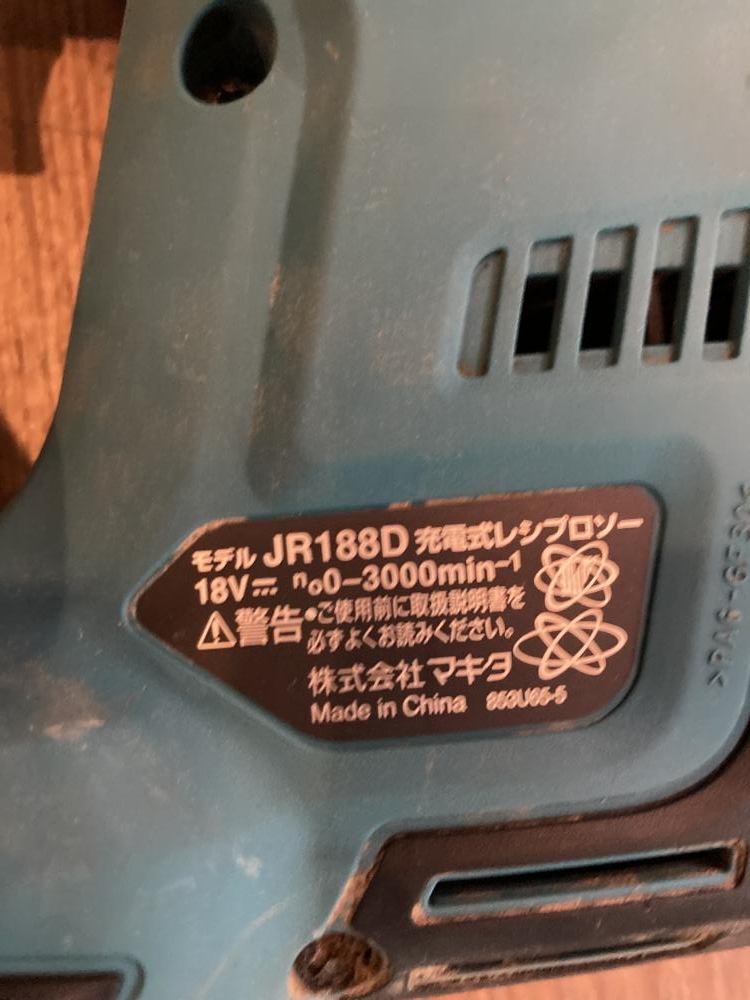 モデル JR188D 充電式レシプロソー
18V⎓ n₀0-3000min⁻¹
⚠警告 •ご使用前に取扱説明書を
必ずよくお読みください。
株式会社マキタ
Made in China 853U65-5